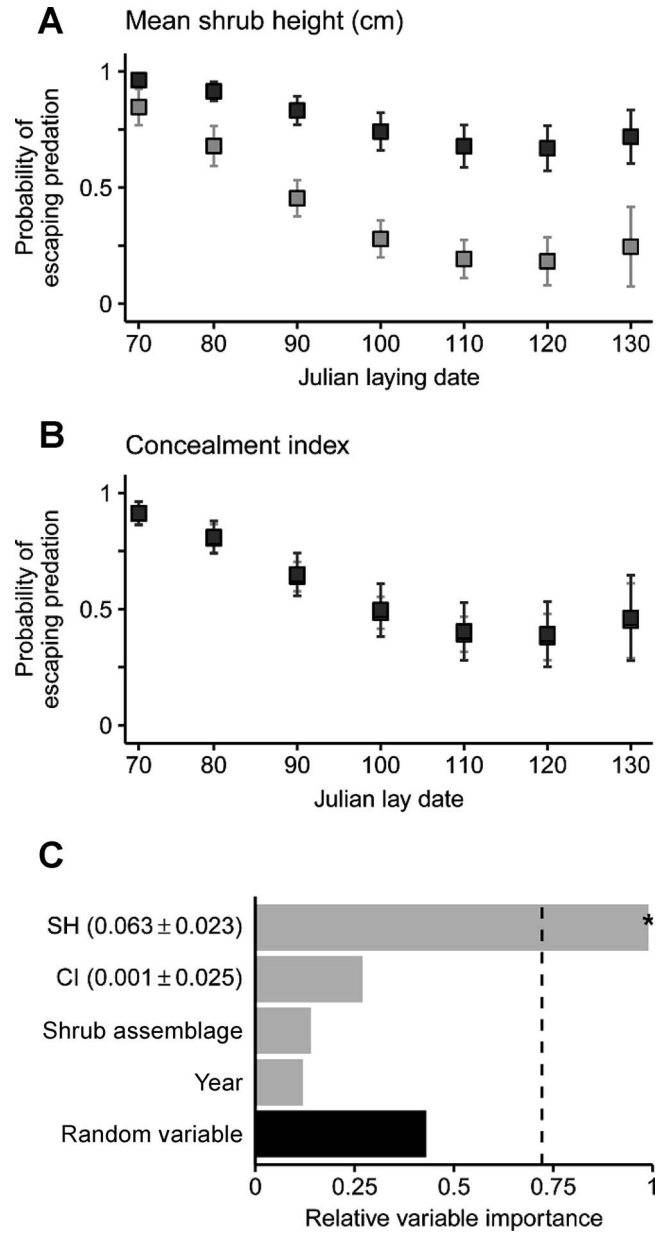 A
Mean shrub height (cm)
Probability of
escaping predation
1
0.5
0
70 80 90 100 110 120 130
Julian laying date
B
Concealment index
Probability of
escaping predation
1
0.5
0
70 80 90 100 110 120 130
Julian lay date
C
SH (0.063 ± 0.023)
*
CI (0.001 ± 0.025)
Shrub assemblage
Year
Random variable
0 0.25 0.5 0.75 1
Relative variable importance